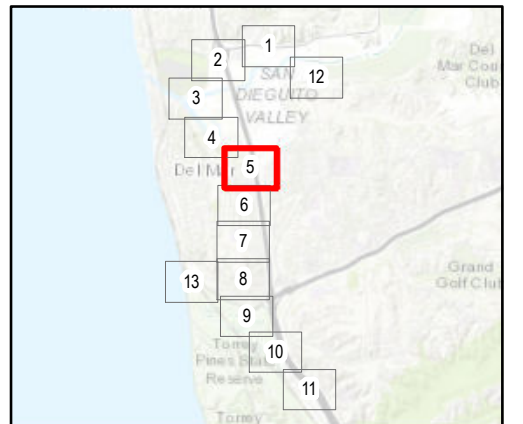 1
2
SAN
12
DIEGUITO
3
VALLEY
4
Del
Mar Cou
Club
Del Mar
5
6
7
13
8
Grand
Golf Clu
9
Torrey
10
Pines State
Reserve
11
Torrey